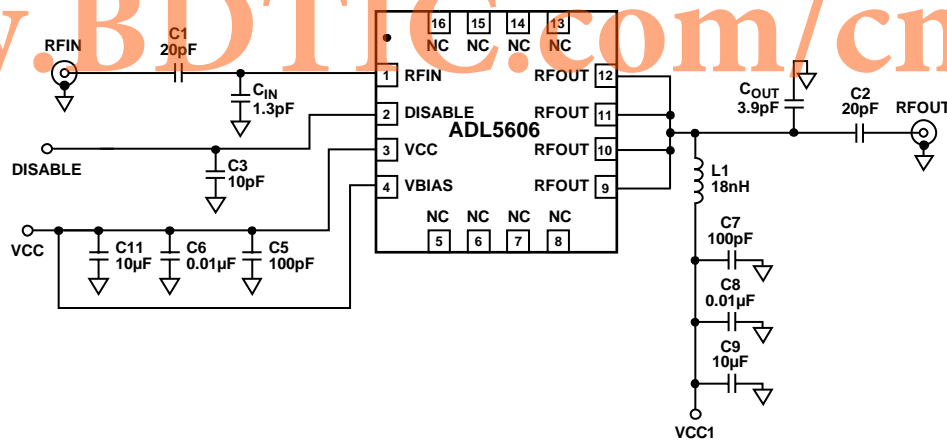 y.BDTIC.com/cn
RFIN
C1
20pF
CIN
1.3pF
DISABLE
C3
10pF
VCC
C11
10µF
C6
0.01µF
C5
100pF
16 15 14 13
NC NC NC NC
1 RFIN
2 DISABLE
3 VCC
4 VBIAS
ADL5606
RFOUT 12
RFOUT 11
RFOUT 10
RFOUT 9
NC NC NC NC
5 6 7 8
COUT
3.9pF
C2
20pF
RFOUT
L1
18nH
C7
100pF
C8
0.01µF
C9
10µF
VCC1